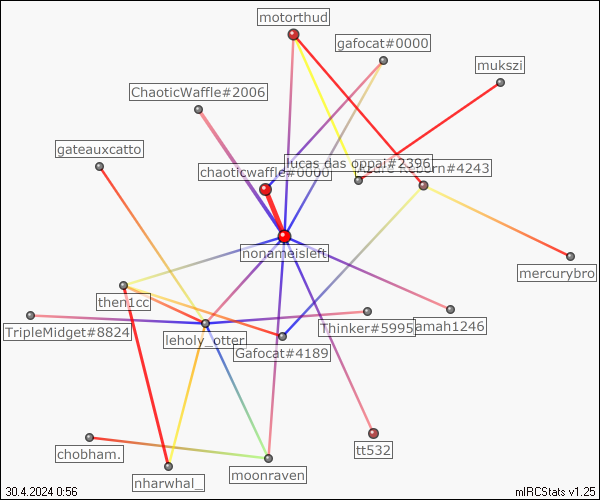 motorthud
gafocat#0000
mukszi
ChaoticWaffle#2006
gateauxcatto
lucas das oppai#2396
chaoticwaffle#0000
Reborn#4243
nonameisleft
mercurybro
then1cc
TripleMidget#8824
leholy_otter
Thinker#5995
amah1246
Gafocat#4189
chobham.
tt532
nharwhal_
moonraven
30.4.2024 0:56
mIRCStats v1.25